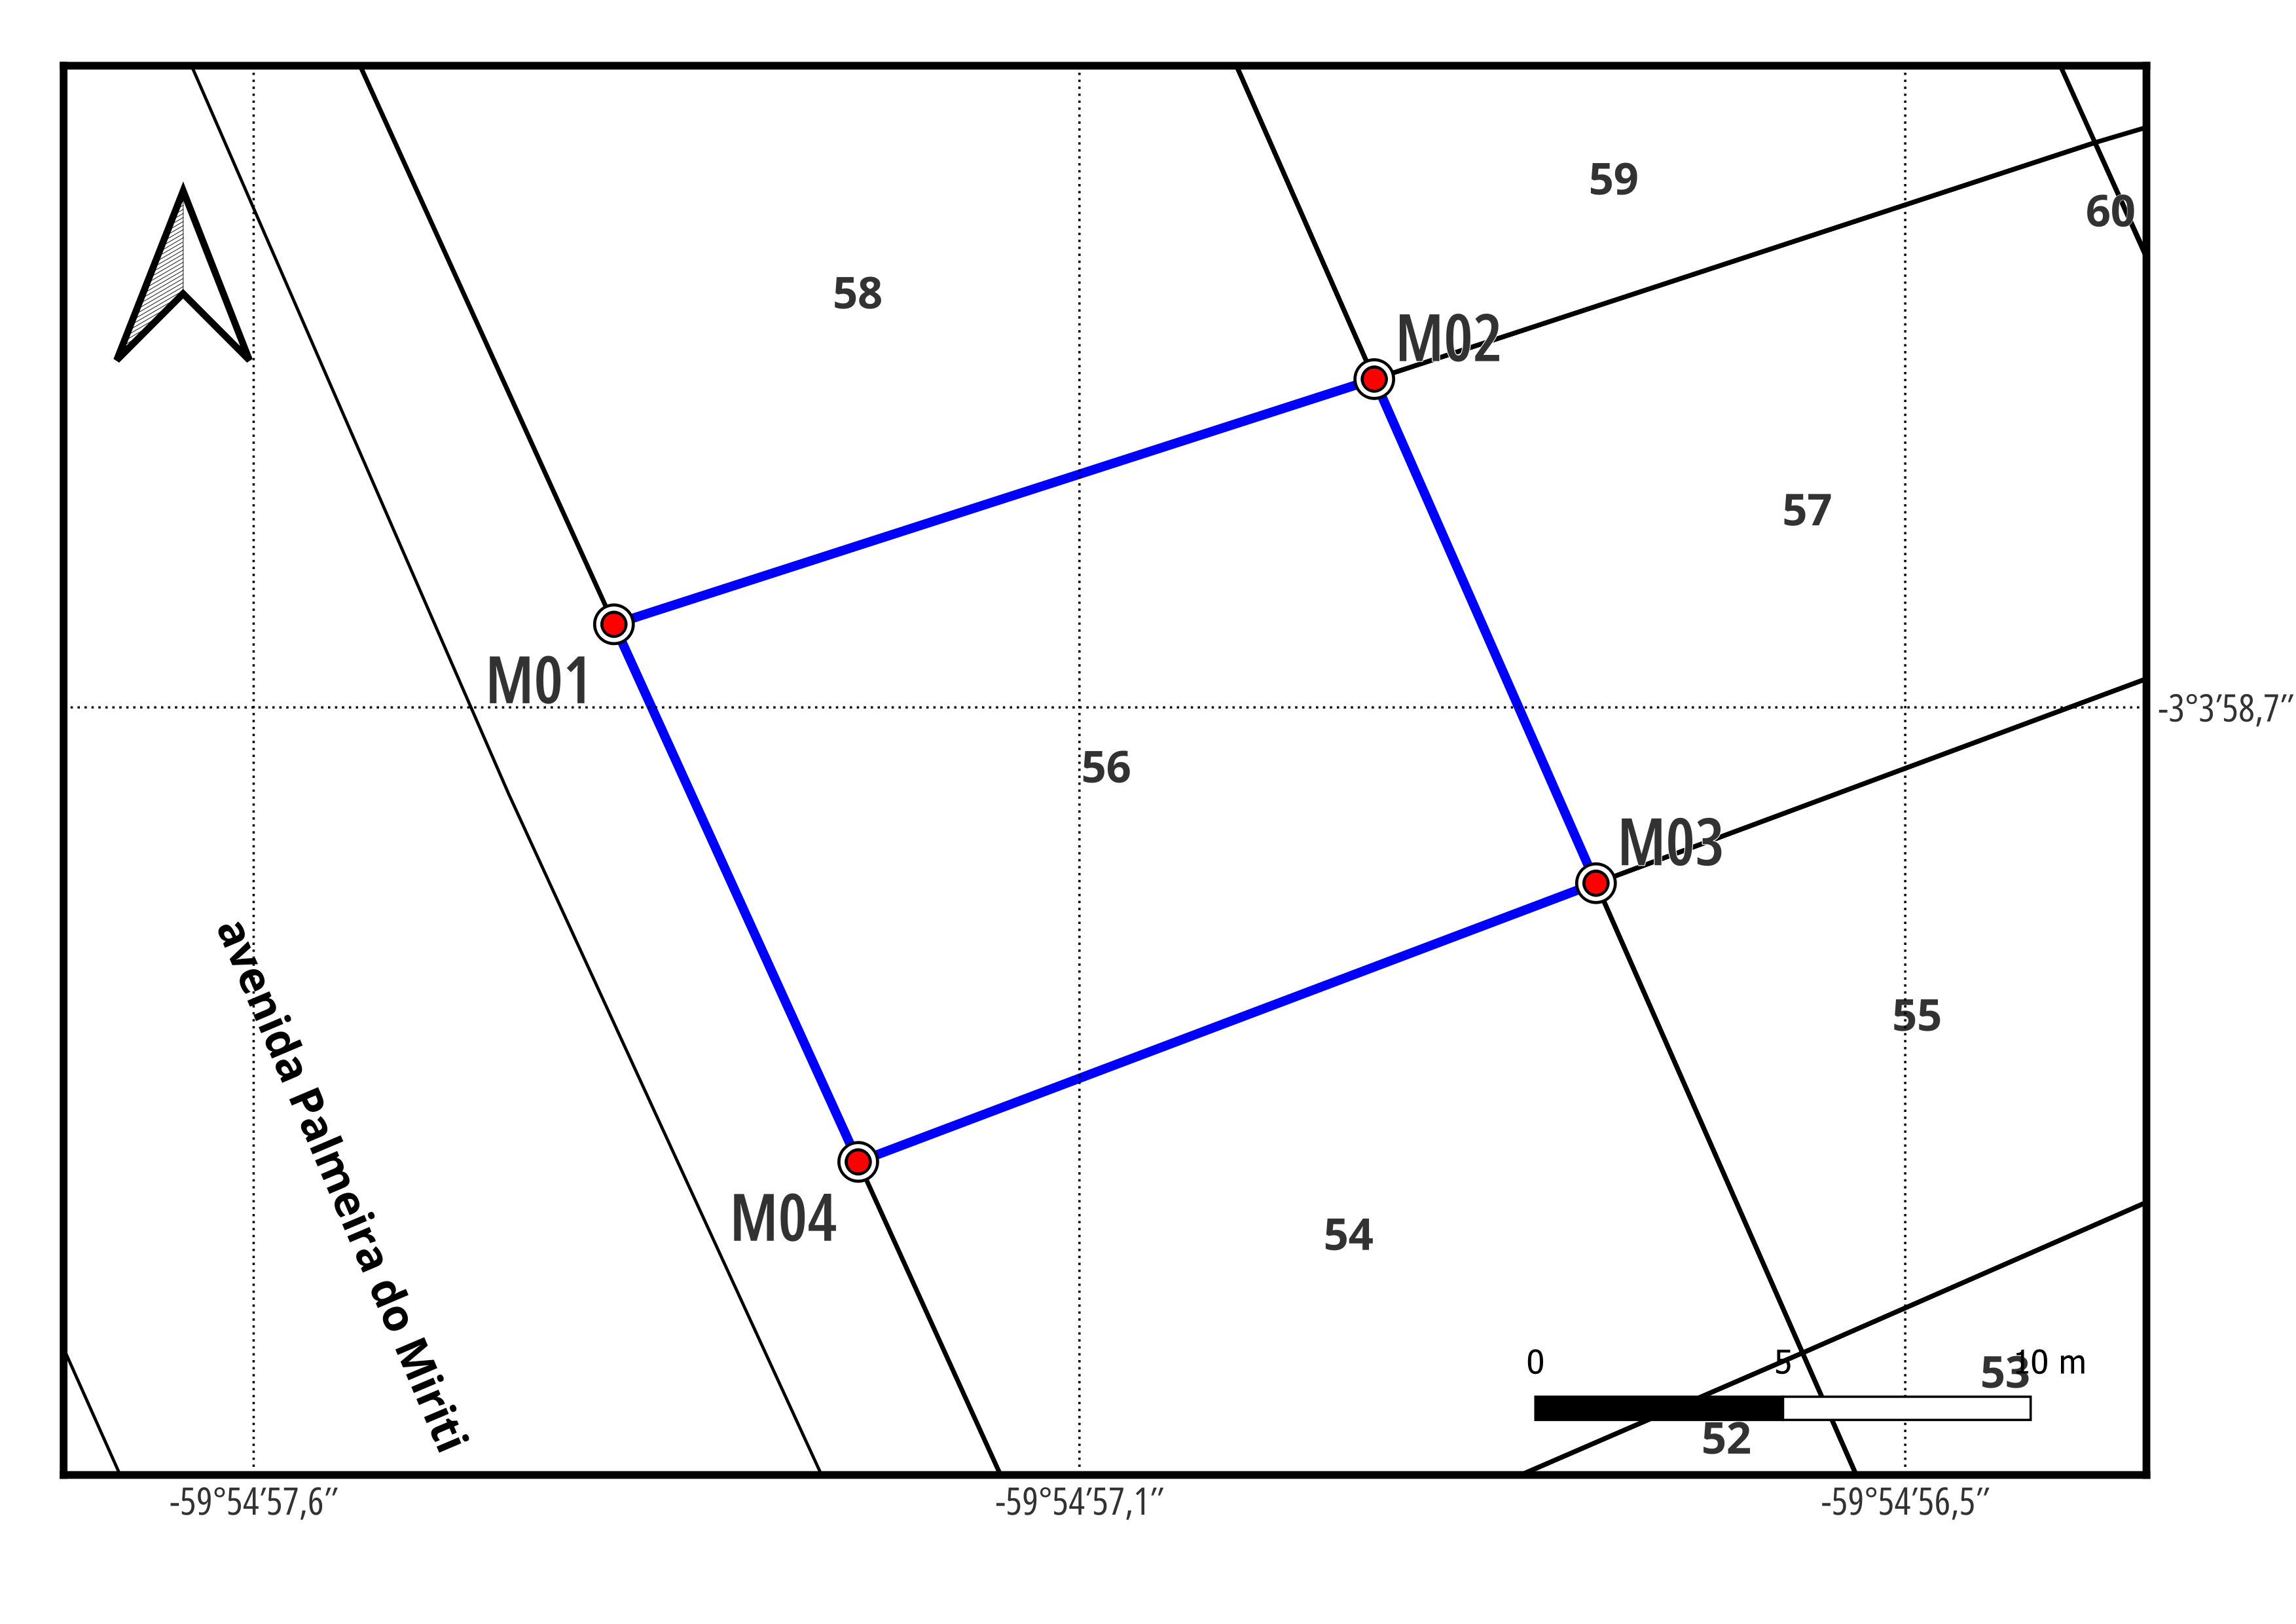 59
60
58
M02
57
M01
-3°3′58,7″
56
M03
avenida Palmeira do Miriti
55
M04
54
0 5 10 m
53
52
-59°54′57,6″ -59°54′57,1″ -59°54′56,5″